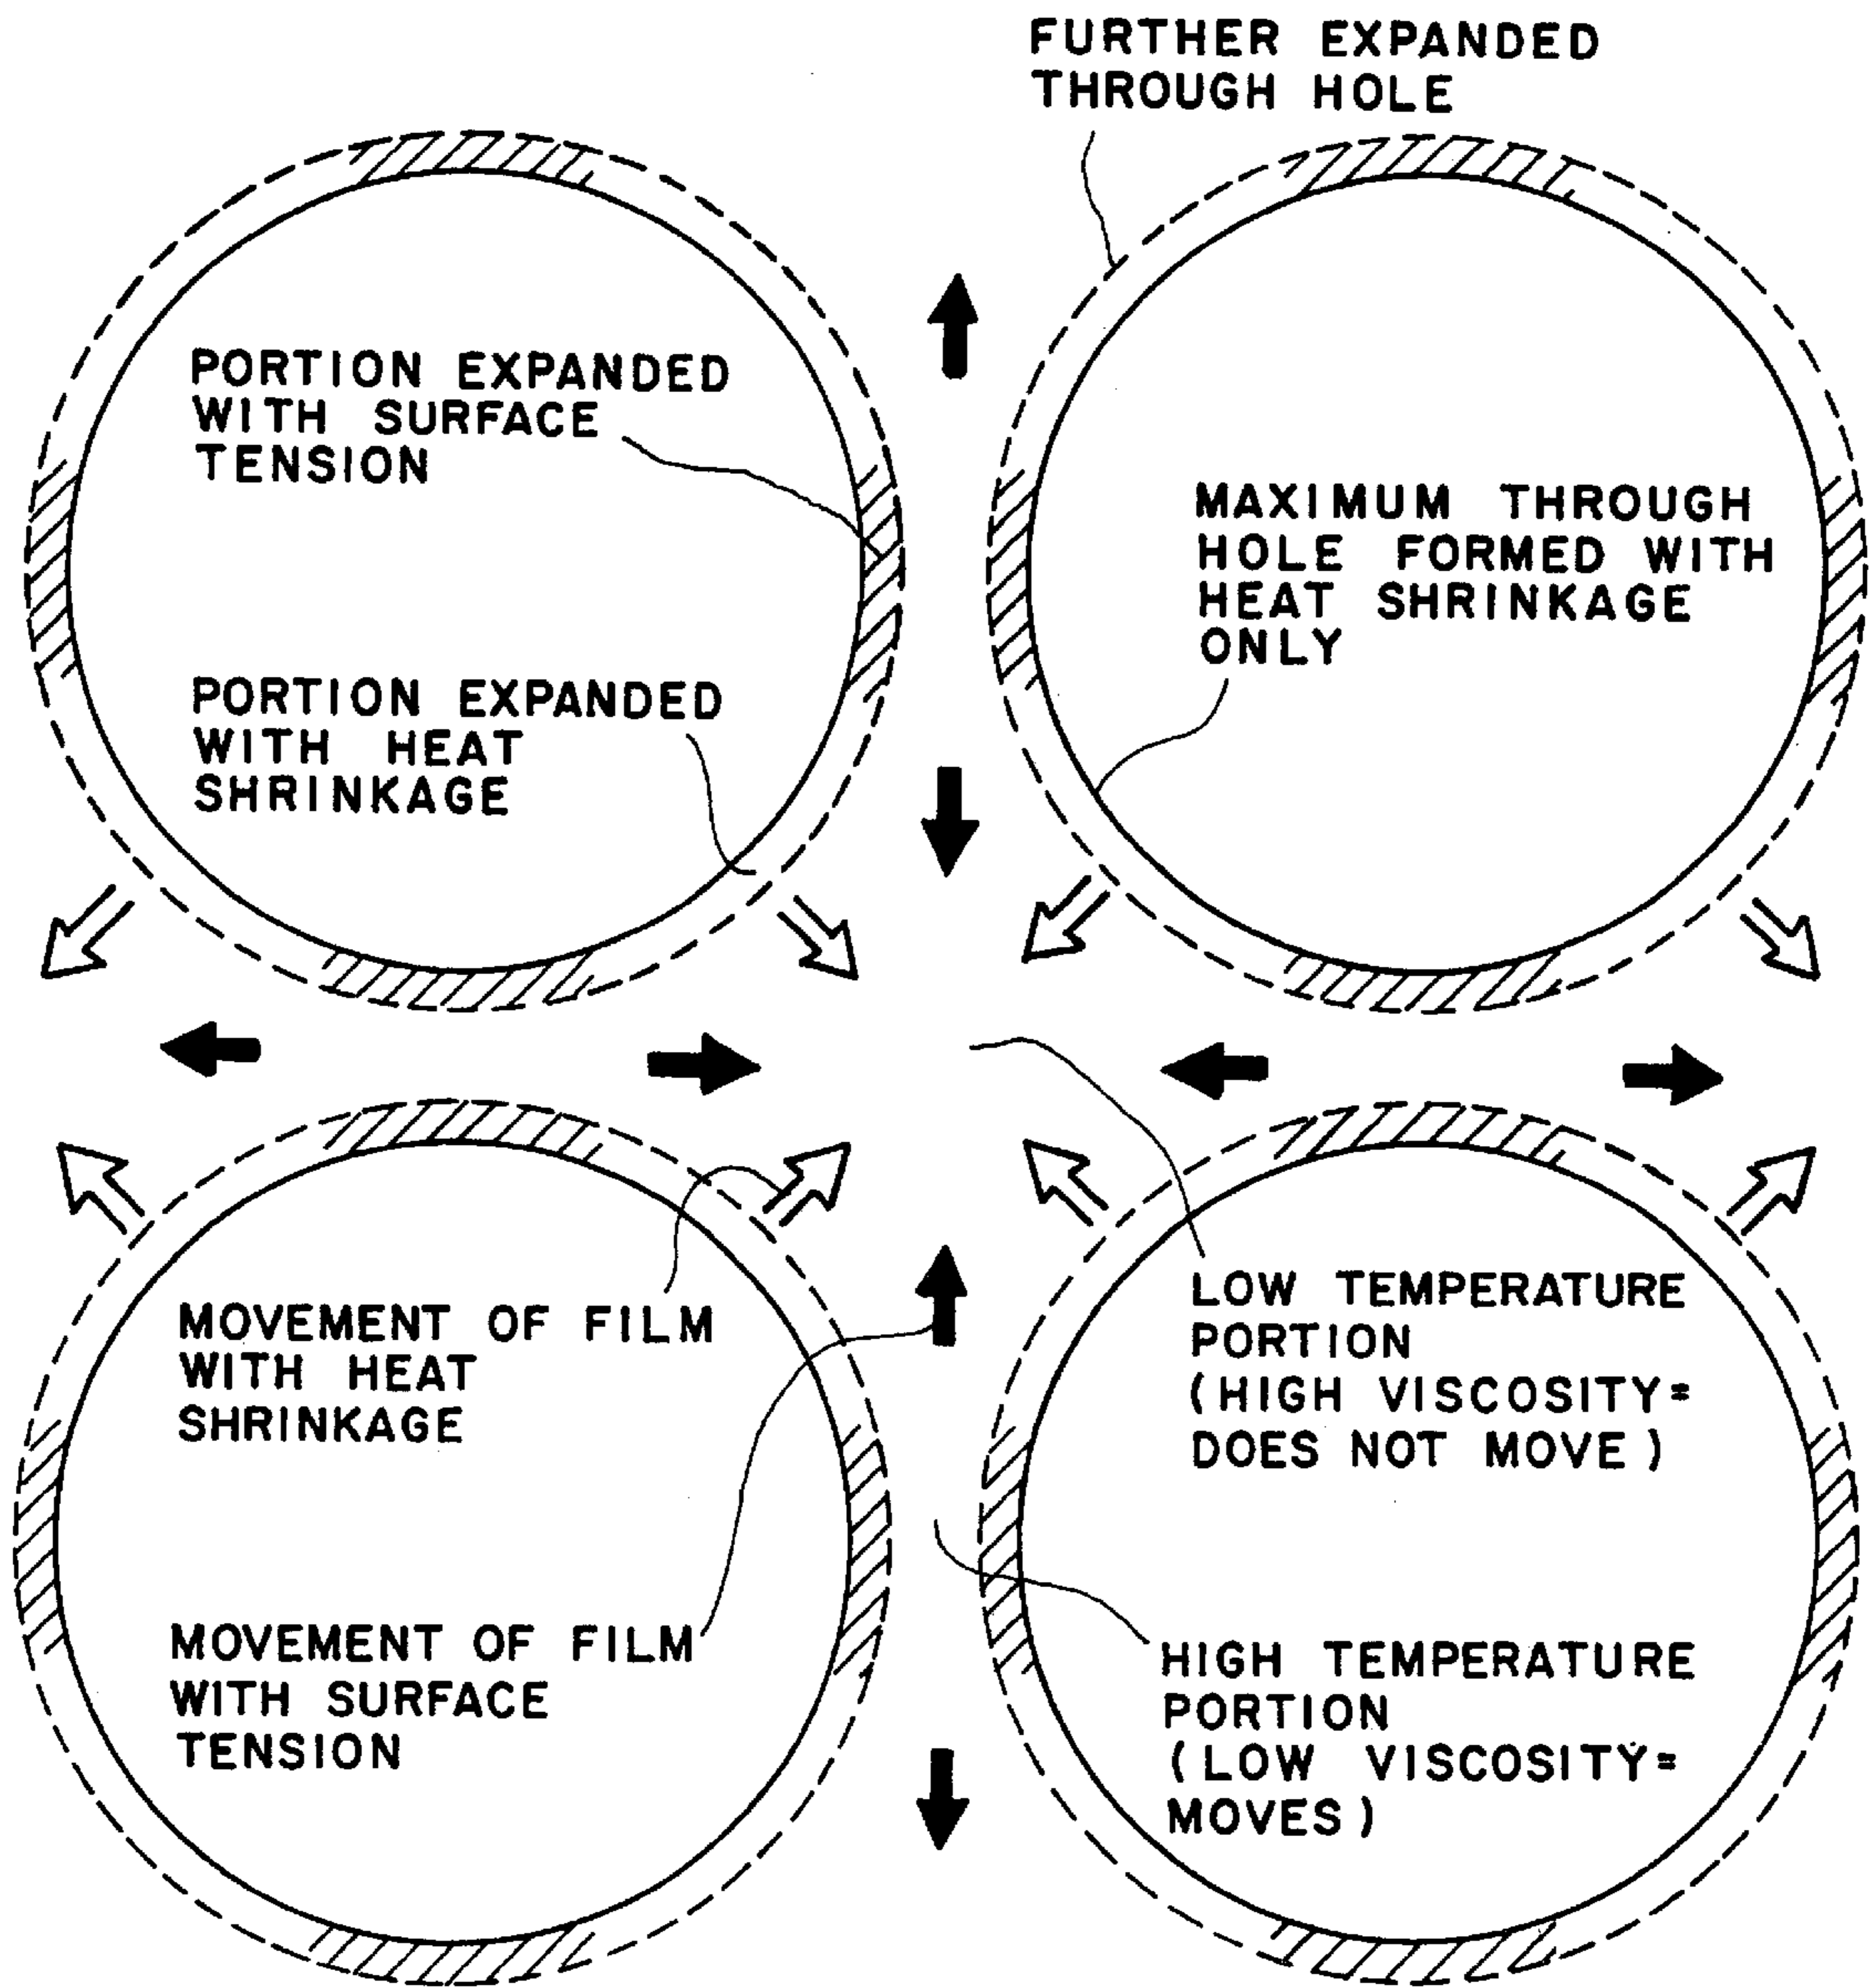 FURTHER EXPANDED
THROUGH HOLE
PORTION EXPANDED
WITH SURFACE
TENSION
MAXIMUM THROUGH
HOLE FORMED WITH
HEAT SHRINKAGE
ONLY
PORTION EXPANDED
WITH HEAT
SHRINKAGE
MOVEMENT OF FILM
WITH HEAT
SHRINKAGE
LOW TEMPERATURE
PORTION
(HIGH VISCOSITY=
DOES NOT MOVE)
MOVEMENT OF FILM
WITH SURFACE
TENSION
HIGH TEMPERATURE
PORTION
(LOW VISCOSITY=
MOVES)